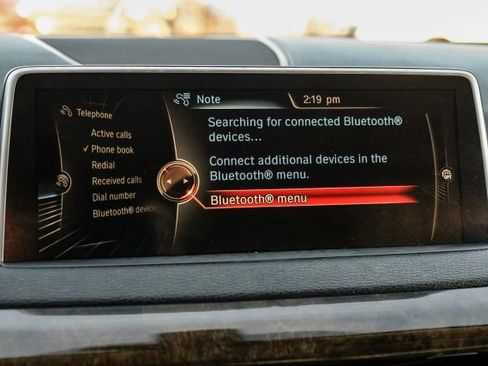 Note
2:19 pm
Telephone
Active calls
Phone book
Redial
Received calls
Dial number
Bluetooth® devices
Searching for connected Bluetooth®
devices...
Connect additional devices in the
Bluetooth® menu.
Bluetooth® menu